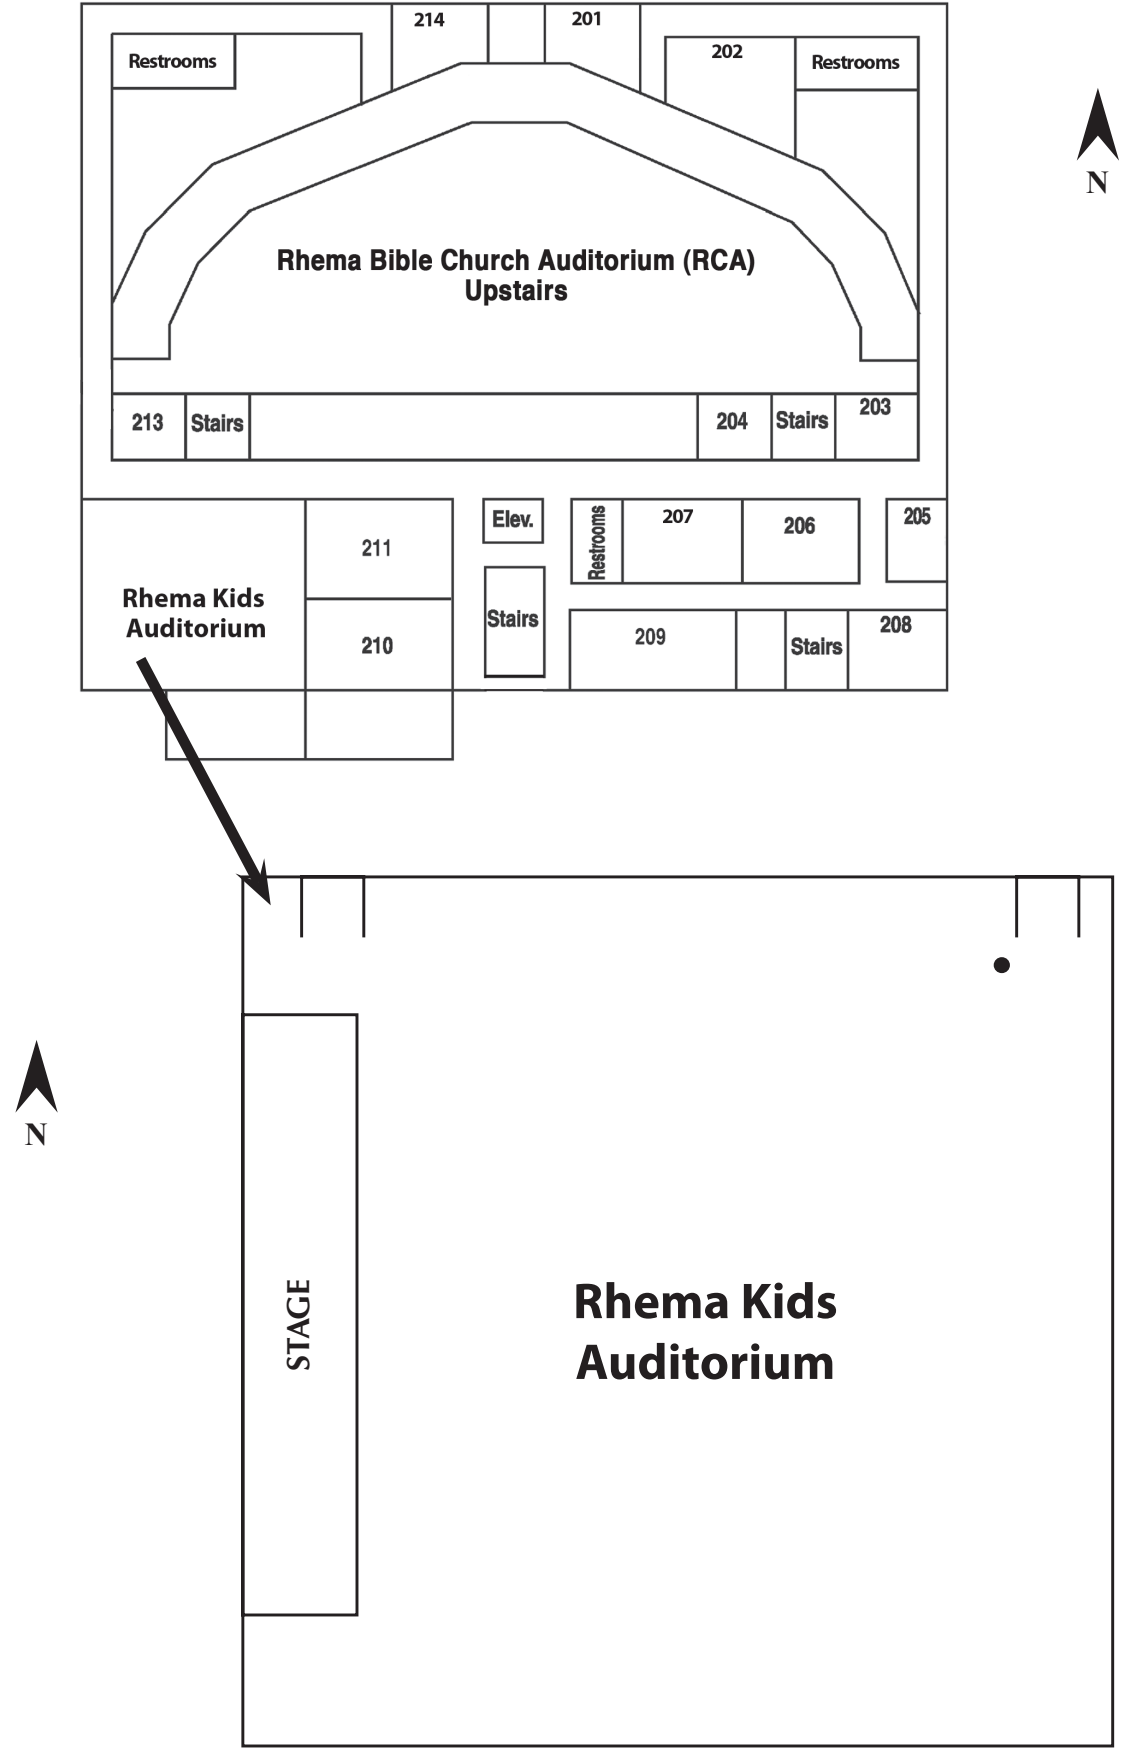 214
201
202
Restrooms
Restrooms
N
Rhema Bible Church Auditorium (RCA)
Upstairs
213
Stairs
204
Stairs
203
211
Elev.
Restrooms
207
206
205
Rhema Kids
Auditorium
210
Stairs
209
Stairs
208
N
STAGE
Rhema Kids
Auditorium